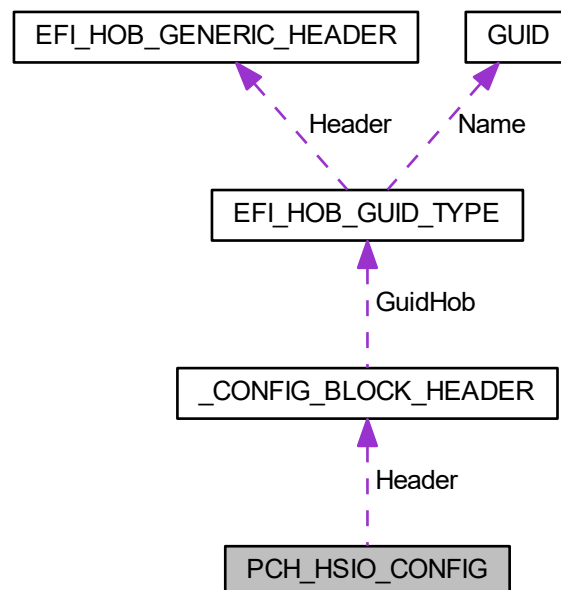 EFI_HOB_GENERIC_HEADER
GUID
Header
Name
EFI_HOB_GUID_TYPE
GuidHob
_CONFIG_BLOCK_HEADER
Header
PCH_HSIO_CONFIG